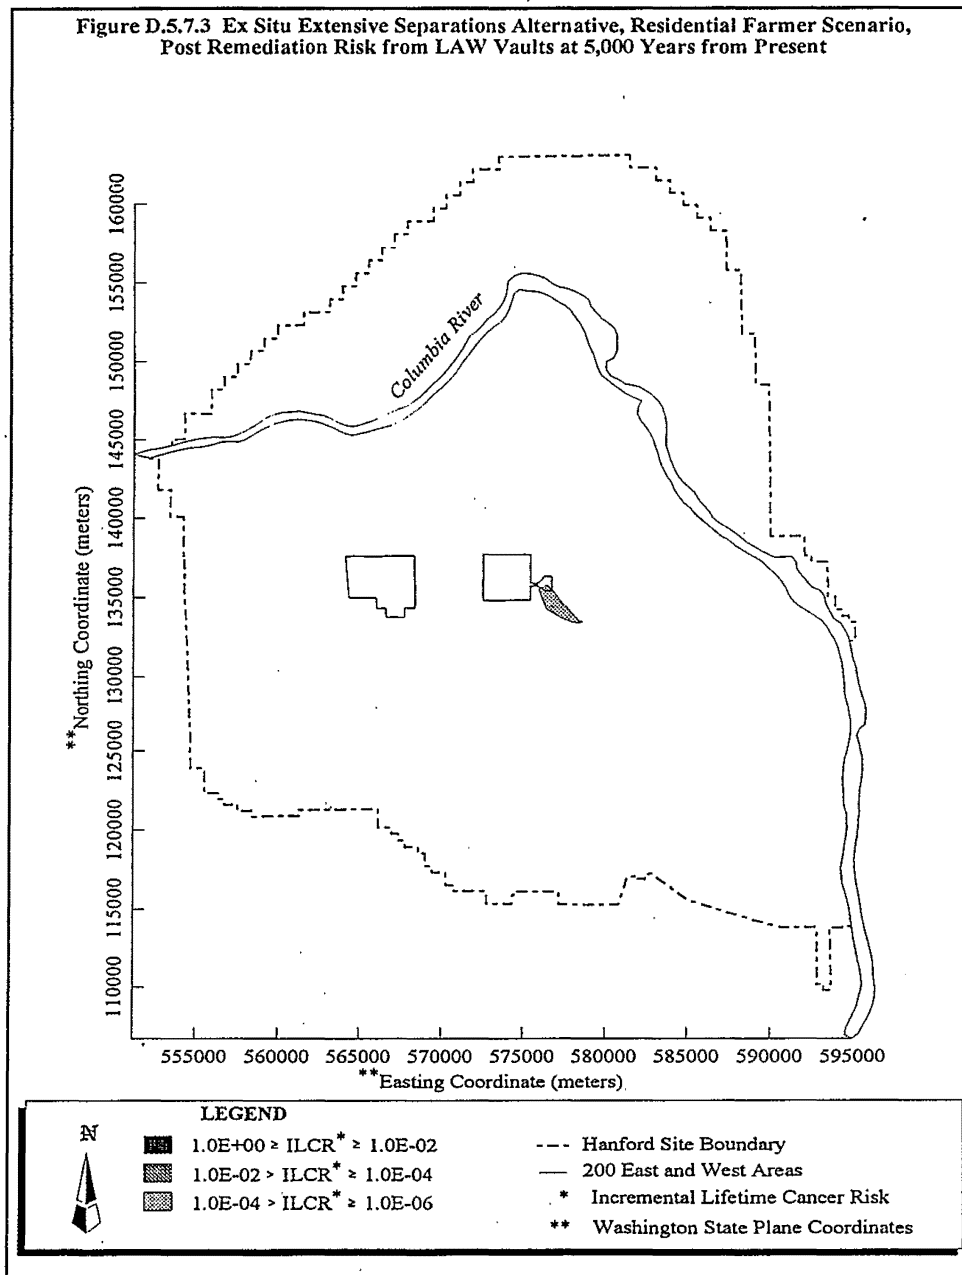 Figure D.5.7.3 Ex Situ Extensive Separations Alternative, Residential Farmer Scenario,
Post Remediation Risk from LAW Vaults at 5,000 Years from Present
160000
155000
150000
145000
140000
135000
130000
125000
120000
115000
110000
**Northing Coordinate (meters)
Columbia River
555000 560000 565000 570000 575000 580000 585000 590000 595000
**Easting Coordinate (meters)
LEGEND
N
1.0E+00 ≥ ILCR* ≥ 1.0E-02
1.0E-02 > ILCR* ≥ 1.0E-04
1.0E-04 > ILCR* ≥ 1.0E-06
Hanford Site Boundary
200 East and West Areas
* Incremental Lifetime Cancer Risk
** Washington State Plane Coordinates